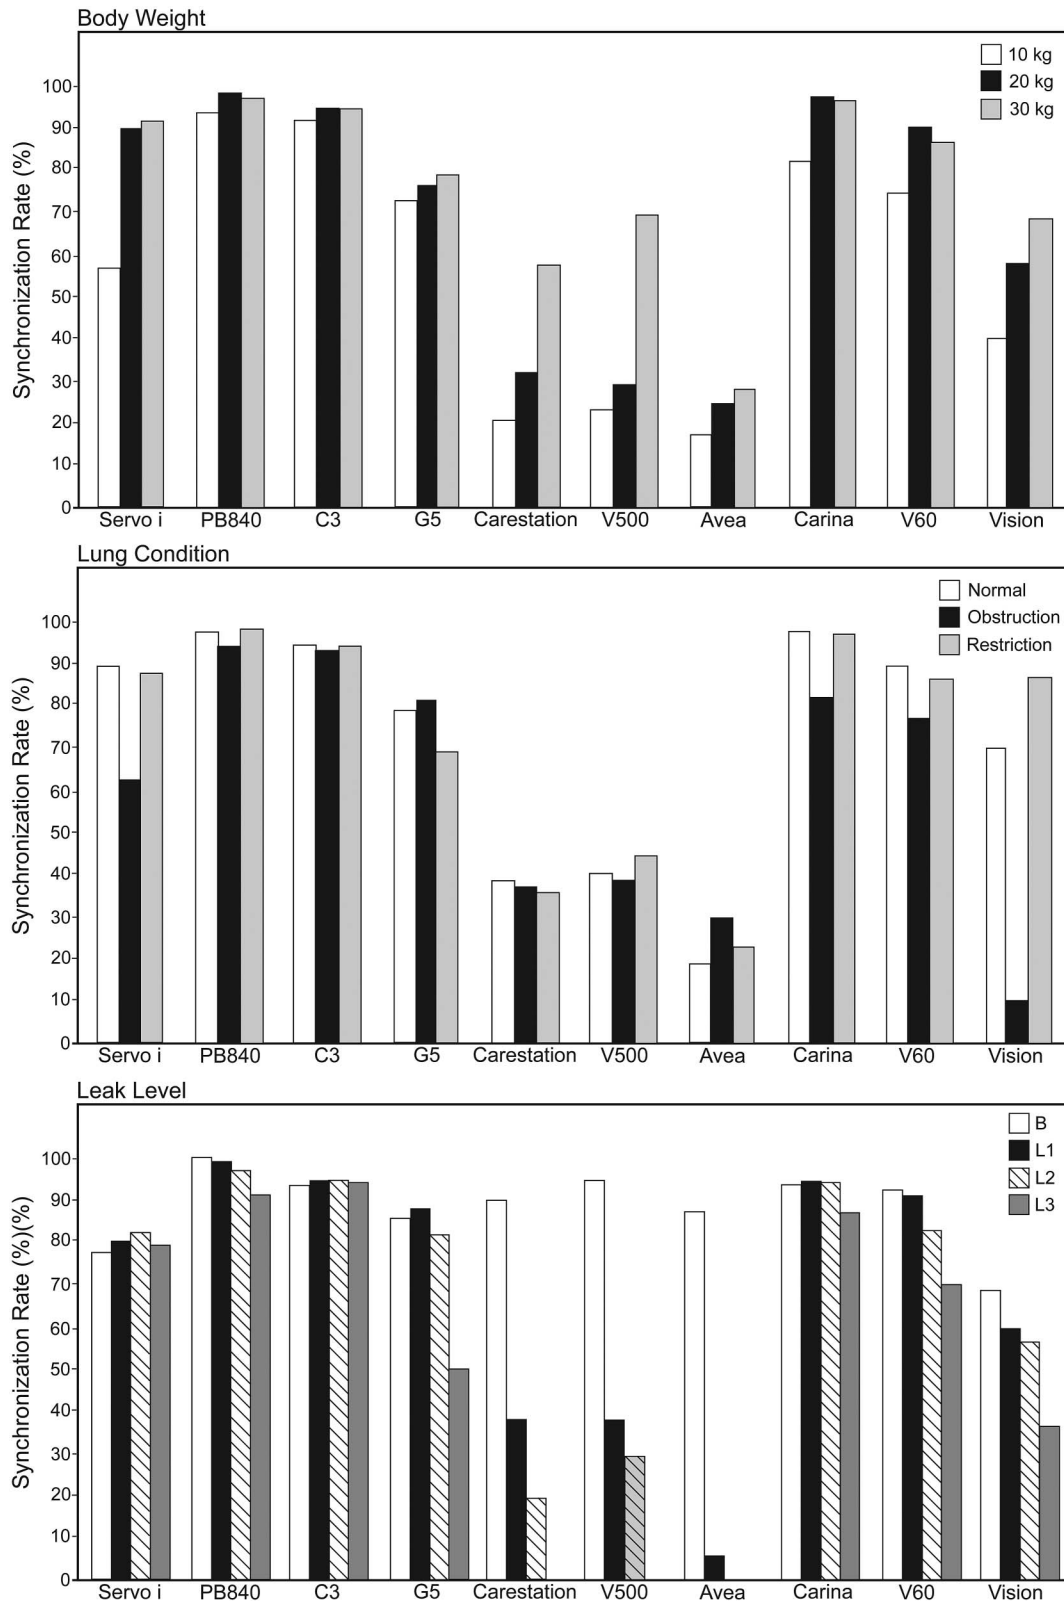 Body Weight
10 kg
20 kg
30 kg
Synchronization Rate (%)
100
90
80
70
60
50
40
30
20
10
0
Servo i PB840 C3 G5 Carestation V500 Avea Carina V60 Vision
Lung Condition
Normal
Obstruction
Restriction
Synchronization Rate (%)
100
90
80
70
60
50
40
30
20
10
0
Servo i PB840 C3 G5 Carestation V500 Avea Carina V60 Vision
Leak Level
B
L1
L2
L3
Synchronization Rate (%)(%)
100
90
80
70
60
50
40
30
20
10
0
Servo i PB840 C3 G5 Carestation V500 Avea Carina V60 Vision